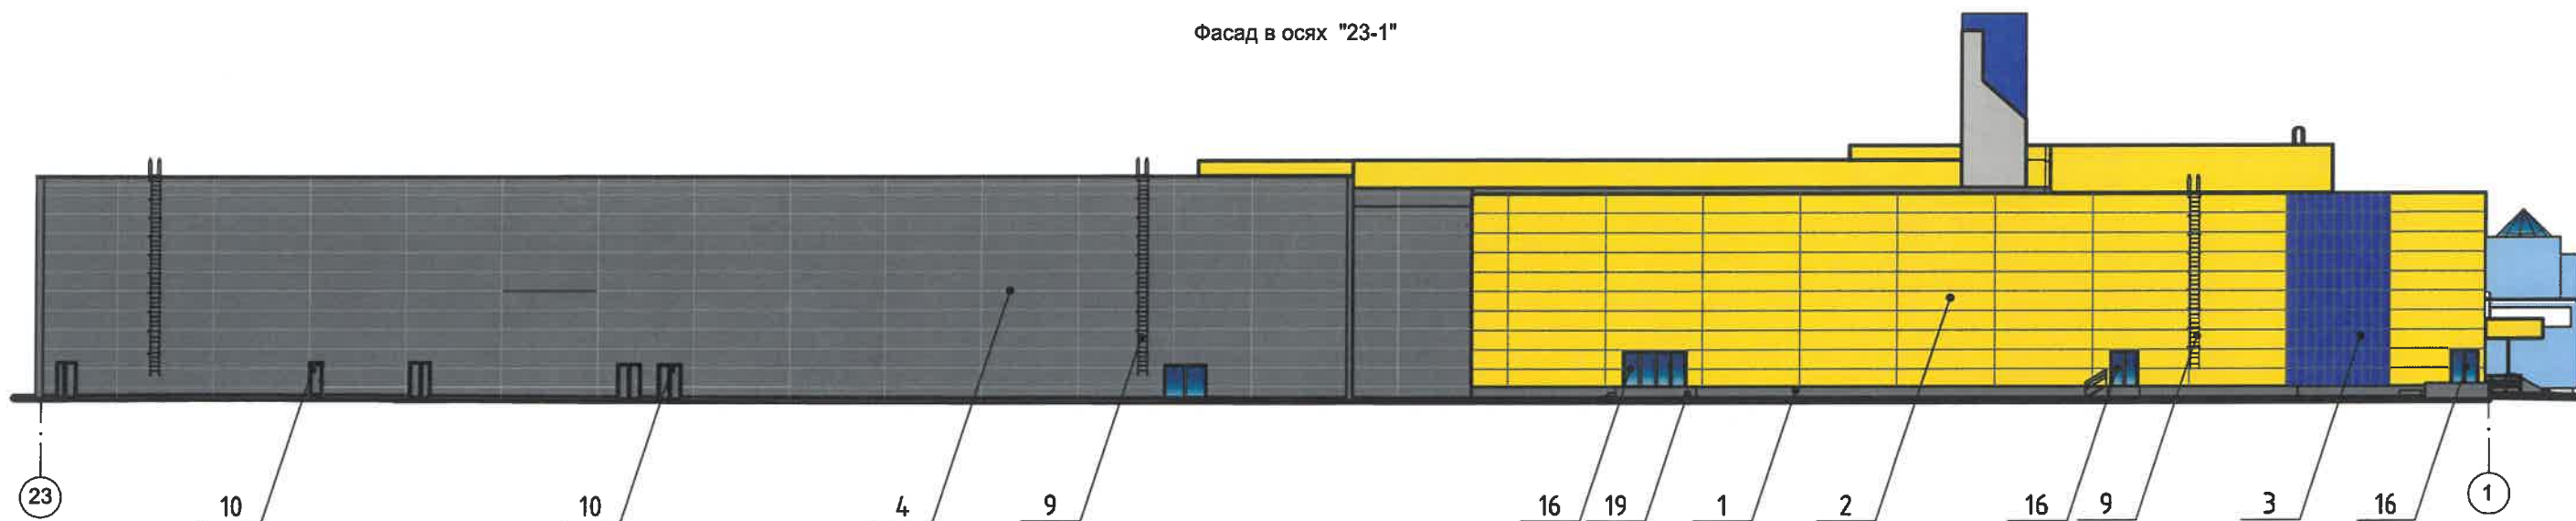 Фасад в осях "23-1"
23 10 10 4 9 16 19 1 2 16 9 3 16 1